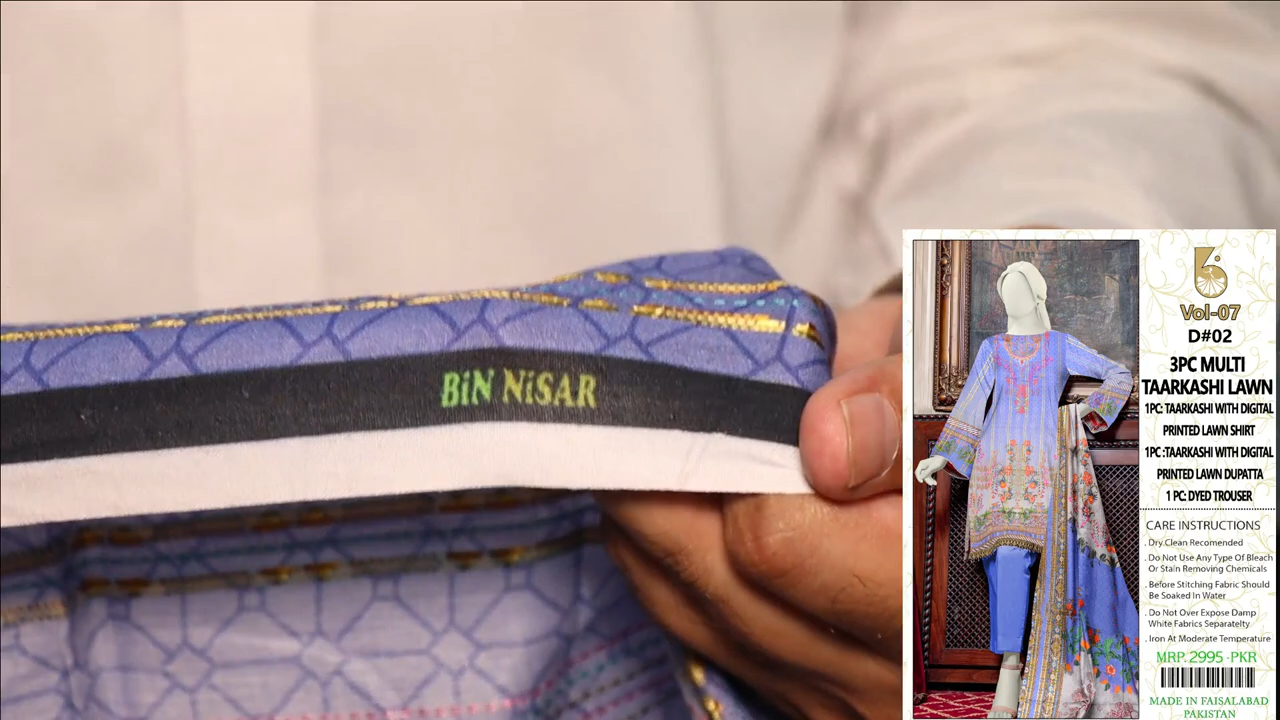 BiN NiSAR
Vol-07
D#02
3PC MULTI
TAARKASHI LAWN
1PC: TAARKASHI WITH DIGITAL
PRINTED LAWN SHIRT
1PC :TAARKASHI WITH DIGITAL
PRINTED LAWN DUPATTA
1 PC: DYED TROUSER
CARE INSTRUCTIONS
. Dry Clean Recomended
. Do Not Use Any Type Of Bleach
Or Stain Removing Chemicals
. Before Stitching Fabric Should
Be Soaked In Water
. Do Not Over Expose Damp
White Fabrics Separatelty
. Iron At Moderate Temperature
MRP. 2995 PKR
MADE IN FAISALABAD
PAKISTAN